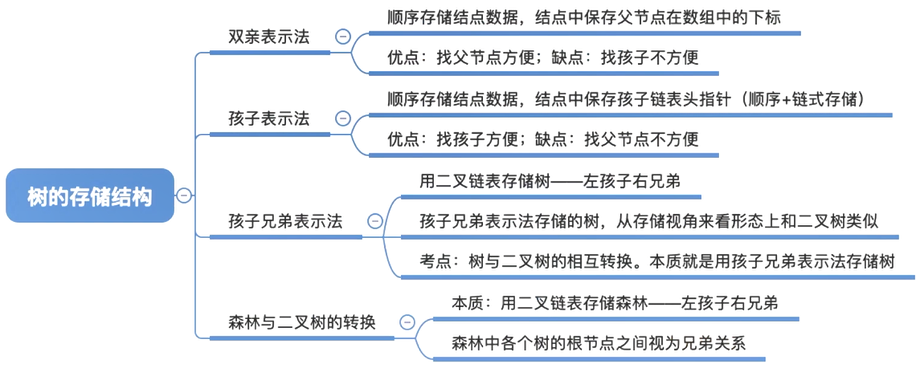 树的存储结构
双亲表示法
顺序存储结点数据，结点中保存父节点在数组中的下标
优点：找父节点方便；缺点：找孩子不方便
孩子表示法
顺序存储结点数据，结点中保存孩子链表头指针（顺序+链式存储）
优点：找孩子方便；缺点：找父节点不方便
孩子兄弟表示法
用二叉链表存储树——左孩子右兄弟
孩子兄弟表示法存储的树，从存储视角来看形态上和二叉树类似
考点：树与二叉树的相互转换。本质就是用孩子兄弟表示法存储树
森林与二叉树的转换
本质：用二叉链表存储森林——左孩子右兄弟
森林中各个树的根节点之间视为兄弟关系